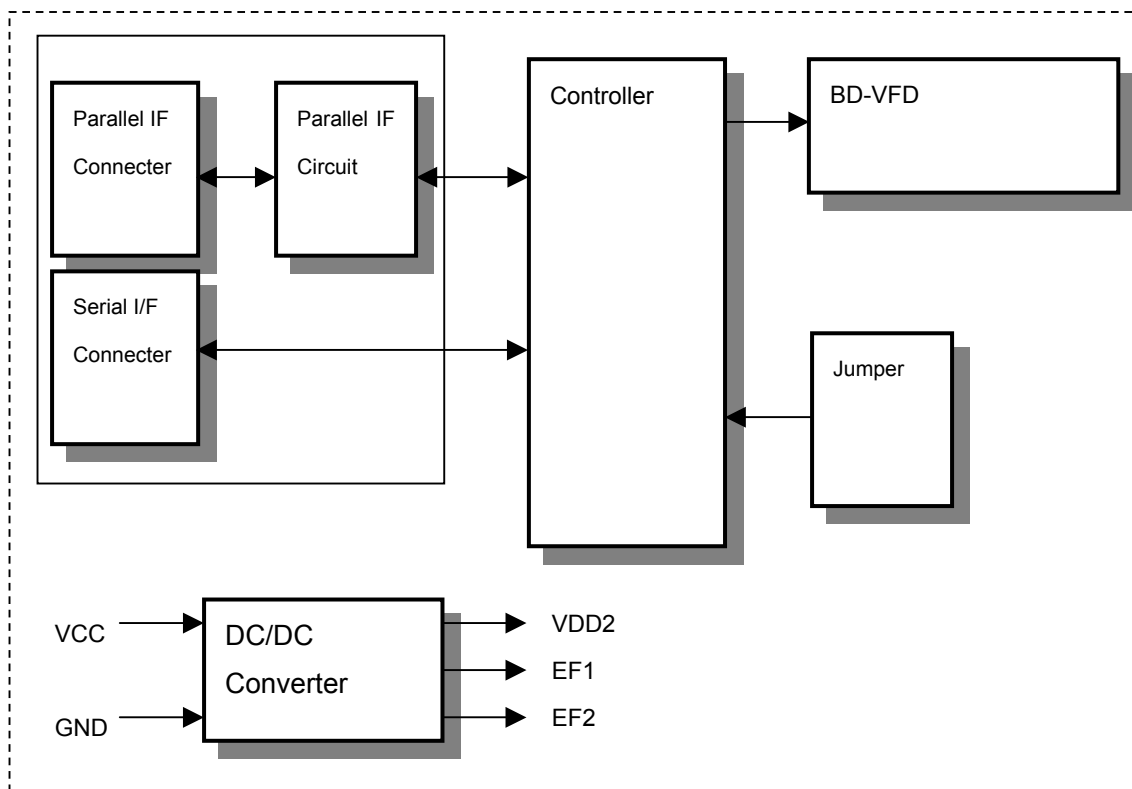 Parallel IF
Connecter
Parallel IF
Circuit
Controller
BD-VFD
Serial I/F
Connecter
Jumper
VCC
GND
DC/DC
Converter
VDD2
EF1
EF2